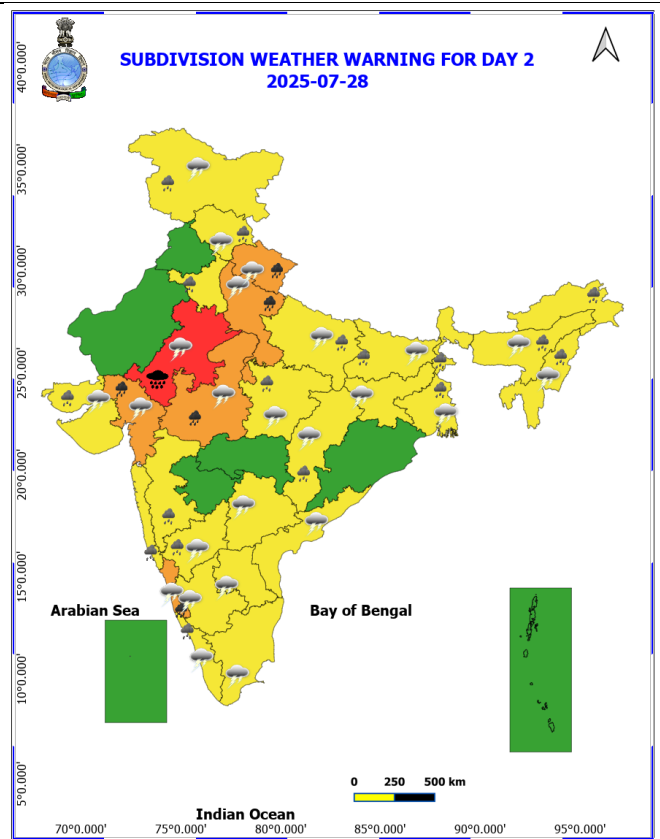 SUBDIVISION WEATHER WARNING FOR DAY 2
2025-07-28
40°0.000'
35°0.000'
30°0.000'
25°0.000'
20°0.000'
15°0.000'
10°0.000'
5°0.000'
Arabian Sea
Bay of Bengal
0 250 500 km
Indian Ocean
70°0.000' 75°0.000' 80°0.000' 85°0.000' 90°0.000' 95°0.000'